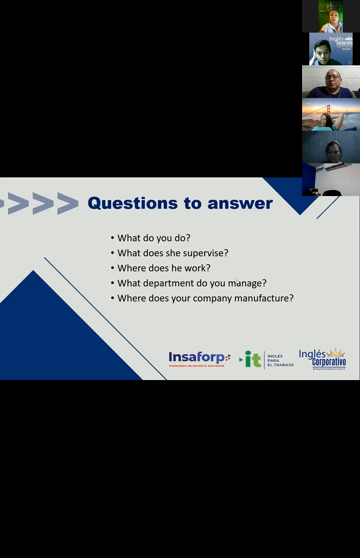 Questions to answer
• What do you do?
• What does she supervise?
• Where does he work?
• What department do you manage?
• Where does your company manufacture?
Insaforp
it
INGLÉS
PARA
EL TRABAJO
Inglés
Corporativo